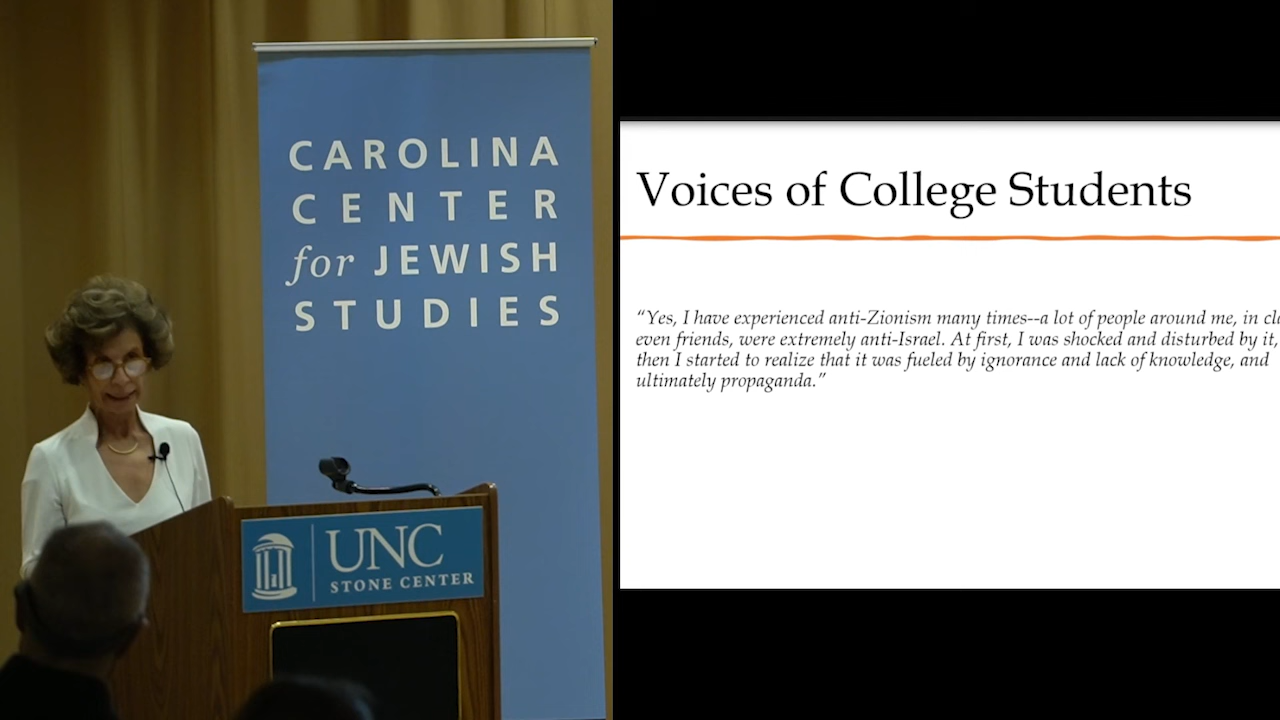 CAROLINA
CENTER
for JEWISH
STUDIES
UNC
STONE CENTER
Voices of College Students
“Yes, I have experienced anti-Zionism many times--a lot of people around me, in
even friends, were extremely anti-Israel. At first, I was shocked and disturbed by it,
then I started to realize that it was fueled by ignorance and lack of knowledge, and
ultimately propaganda.”